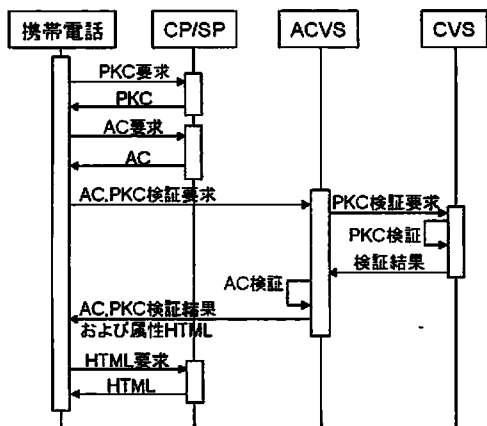 携帯電話
CP/SP
ACVS
CVS
PKC要求
PKC
AC要求
AC
AC,PKC検証要求
PKC検証要求
PKC検証
検証結果
AC検証
AC,PKC検証結果
および属性HTML
HTML要求
HTML